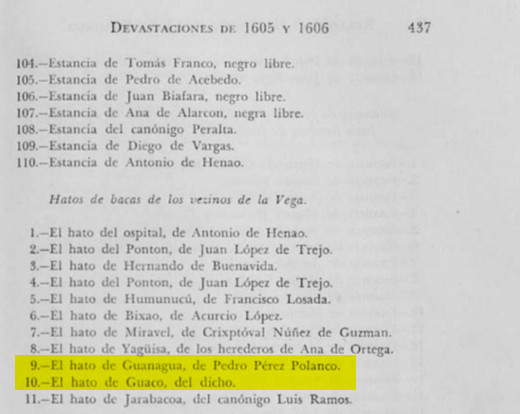 DEVASTACIONES DE 1605 Y 1606 437
104.—Estancia de Tomás Franco, negro libre.
105.—Estancia de Pedro de Acebedo.
106.—Estancia de Juan Biafara, negro libre.
107.—Estancia de Ana de Alarcon, negra libre.
108.—Estancia del canónigo Peralta.
109.—Estancia de Diego de Vargas.
110.—Estancia de Antonio de Henao.
Hatos de bacas de los vezinos de la Vega.
1.—El hato del ospital, de Antonio de Henao.
2.—El hato del Ponton, de Juan López de Trejo.
3.—El hato de Hernando de Buenavida.
4.—El hato del Ponton, de Juan López de Trejo.
5.—El hato de Humunucú, de Francisco Losada.
6.—El hato de Bixao, de Acurcio López.
7.—El hato de Miravel, de Crixptóval Núñez de Guzman.
8.—El hato de Yagüisa, de los herederos de Ana de Ortega.
9.—El hato de Guanagua, de Pedro Pérez Polanco.
10.—El hato de Guaco, del dicho.
11.—El hato de Jarabacoa, del canónigo Luis Ramos.